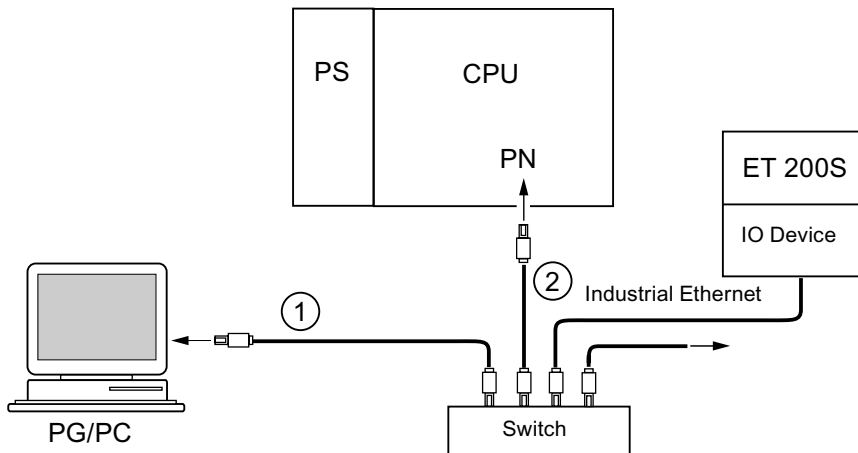 PS
CPU
PN
ET 200S
IO Device
1
2
Industrial Ethernet
PG/PC
Switch